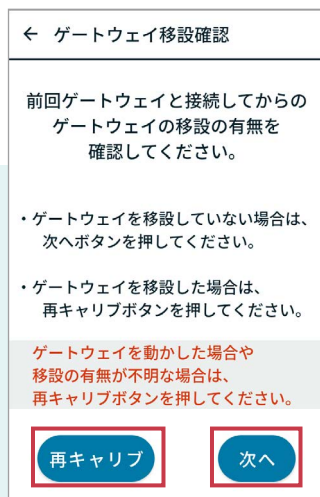 ← ゲートウェイ移設確認
前回ゲートウェイと接続してからの
ゲートウェイの移設の有無を
確認してください。
・ゲートウェイを移設していない場合は、
次へボタンを押してください。
・ゲートウェイを移設した場合は、
再キャリブボタンを押してください。
ゲートウェイを動かした場合や
移設の有無が不明な場合は、
再キャリブボタンを押してください。
再キャリブ 次へ